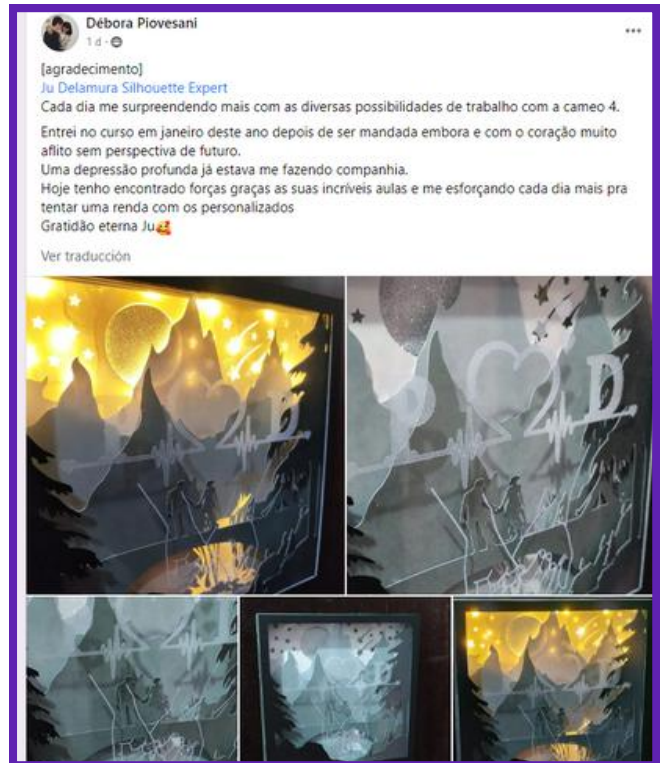 Débora Piovesani
1 d ·
[agradecimento]
Ju Delamura Silhouette Expert
Cada dia me surpreendendo mais com as diversas possibilidades de trabalho com a cameo 4.
Entrei no curso em janeiro deste ano depois de ser mandada embora e com o coração muito
aflito sem perspectiva de futuro.
Uma depressão profunda já estava me fazendo companhia.
Hoje tenho encontrado forças graças as suas incríveis aulas e me esforçando cada dia mais pra
tentar uma renda com os personalizados
Gratidão eterna Ju🥰
Ver traducción
D
D